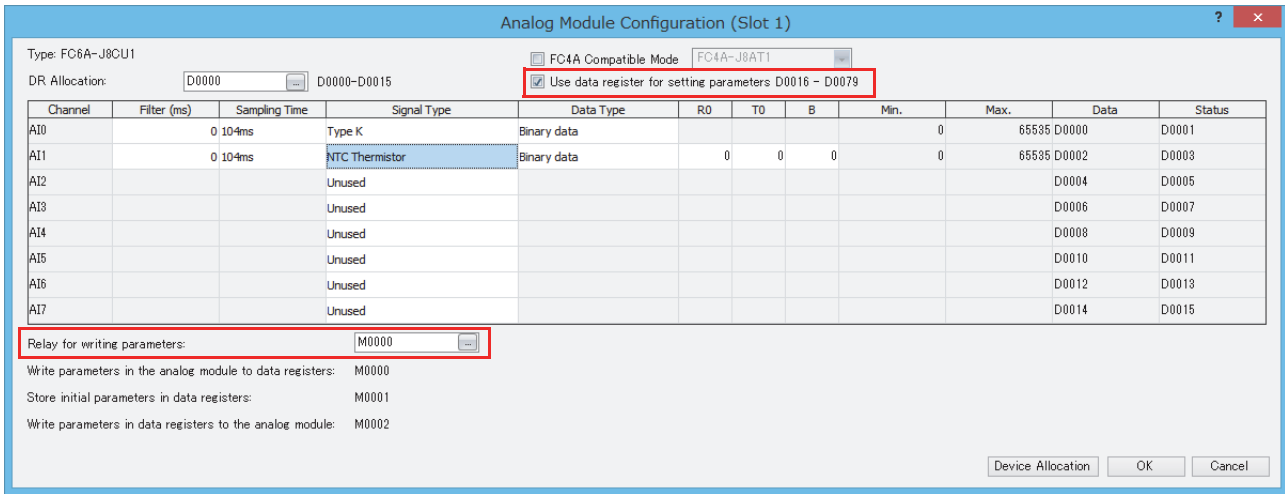 Analog Module Configuration (Slot 1) ? ×
Type: FC6A-J8CU1
FC4A Compatible Mode FC4A-J8AT1
DR Allocation: D0000 ... D0000-D0015
Use data register for setting parameters D0016 - D0079
Channel Filter (ms) Sampling Time Signal Type Data Type R0 T0 B Min. Max. Data Status
AI0 0 104ms Type K Binary data 0 65535 D0000 D0001
AI1 0 104ms NTC Thermistor Binary data 0 0 0 0 65535 D0002 D0003
AI2 Unused D0004 D0005
AI3 Unused D0006 D0007
AI4 Unused D0008 D0009
AI5 Unused D0010 D0011
AI6 Unused D0012 D0013
AI7 Unused D0014 D0015
Relay for writing parameters: M0000 ...
Write parameters in the analog module to data registers: M0000
Store initial parameters in data registers: M0001
Write parameters in data registers to the analog module: M0002
Device Allocation OK Cancel